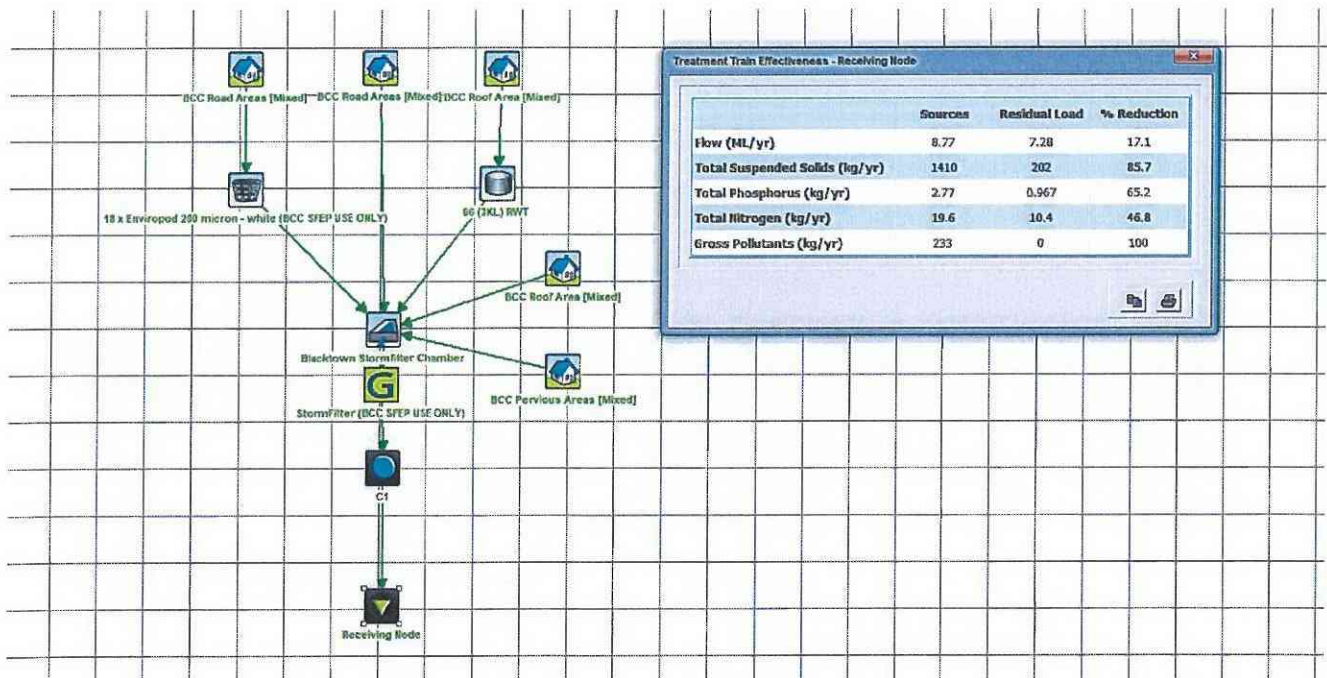 BCC Road Areas [Mixed]
BCC Road Areas [Mixed]
BCC Roof Area [Mixed]
18 x Enviropod 200 micron - white (BCC SFEP USE ONLY)
(3KL) RWT
BCC Roof Area [Mixed]
Blacktown Stormfilter Chamber
BCC Pervious Areas [Mixed]
G
StormFilter (BCC SFEP USE ONLY)
C1
Receiving Node
Treatment Train Effectiveness - Receiving Node
Sources Residual Load % Reduction
Flow (ML/yr) 8.77 7.28 17.1
Total Suspended Solids (kg/yr) 1410 202 85.7
Total Phosphorus (kg/yr) 2.77 0.967 65.2
Total Nitrogen (kg/yr) 19.6 10.4 46.8
Gross Pollutants (kg/yr) 233 0 100